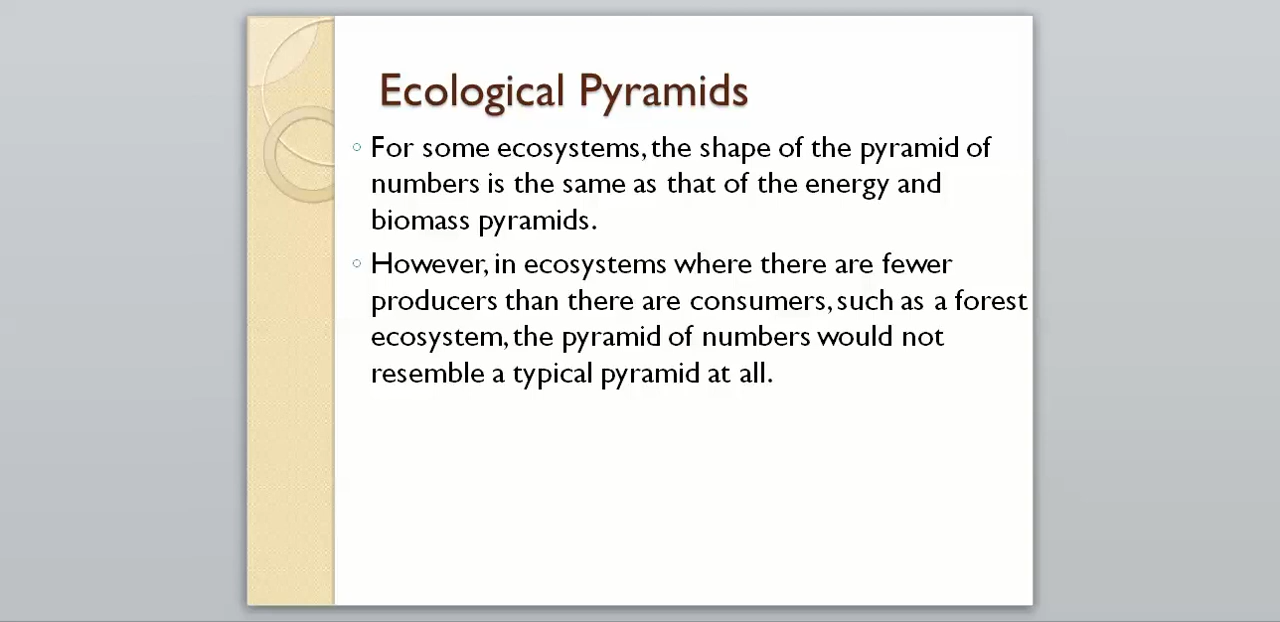 Ecological Pyramids
For some ecosystems, the shape of the pyramid of
numbers is the same as that of the energy and
biomass pyramids.
However, in ecosystems where there are fewer
producers than there are consumers, such as a forest
ecosystem, the pyramid of numbers would not
resemble a typical pyramid at all.